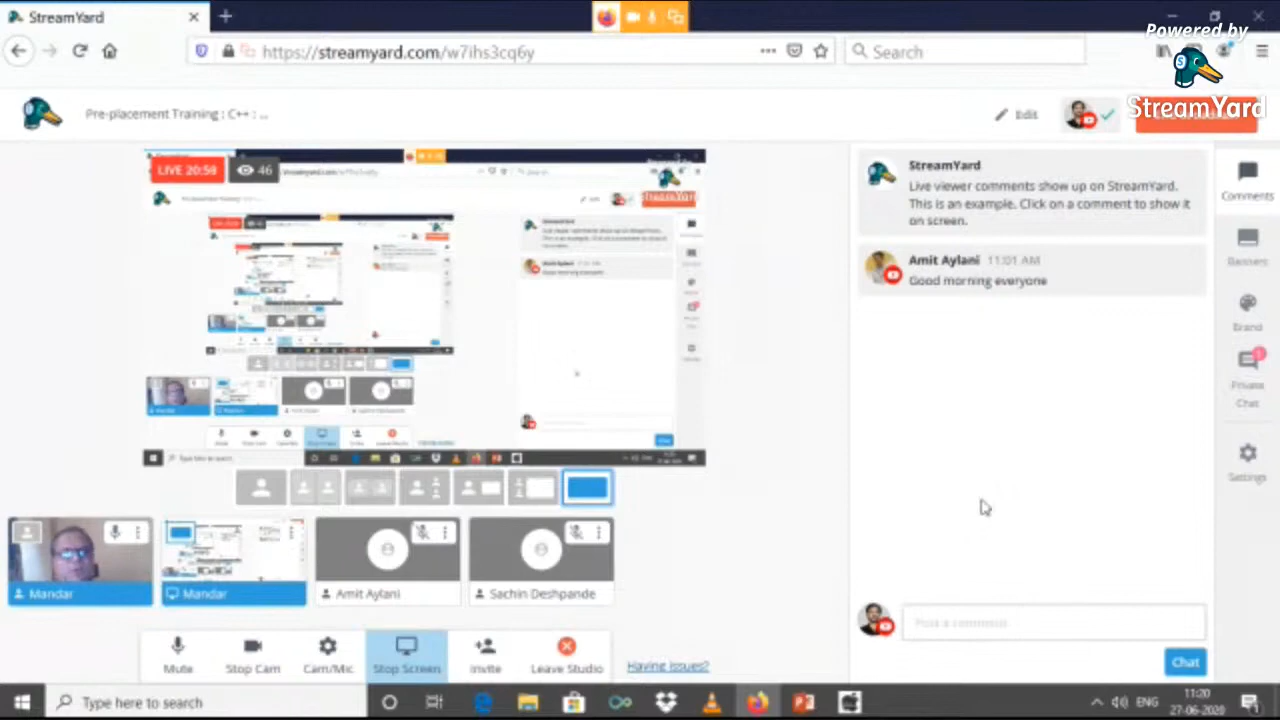 StreamYard
Powered by
StreamYard
https://streamyard.com/w7ihs3cq6y
Search
Pre-placement Training : C++ : ...
Edit
LIVE 20:59
46
StreamYard
Live viewer comments show up on StreamYard.
This is an example. Click on a comment to show it
on screen.
Amit Aylani 11:01 AM
Good morning everyone
Comments
Banners
Brand
1
Private
Chat
Settings
Mandar
Mandar
Amit Aylani
Sachin Deshpande
Post a comment
Chat
Mute
Stop Cam
Cam/Mic
Stop Screen
Invite
Leave Studio
Having issues?
Type here to search
ENG
11:20
27-06-2020